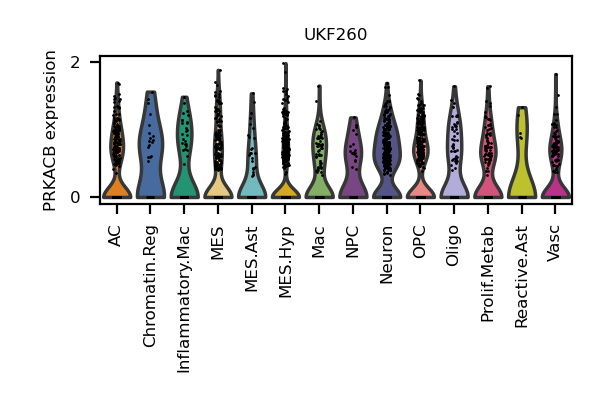 UKF260
PRKACB expression
2
0
AC
Chromatin.Reg
Inflammatory.Mac
MES
MES.Ast
MES.Hyp
Mac
NPC
Neuron
OPC
Oligo
Prolif.Metab
Reactive.Ast
Vasc